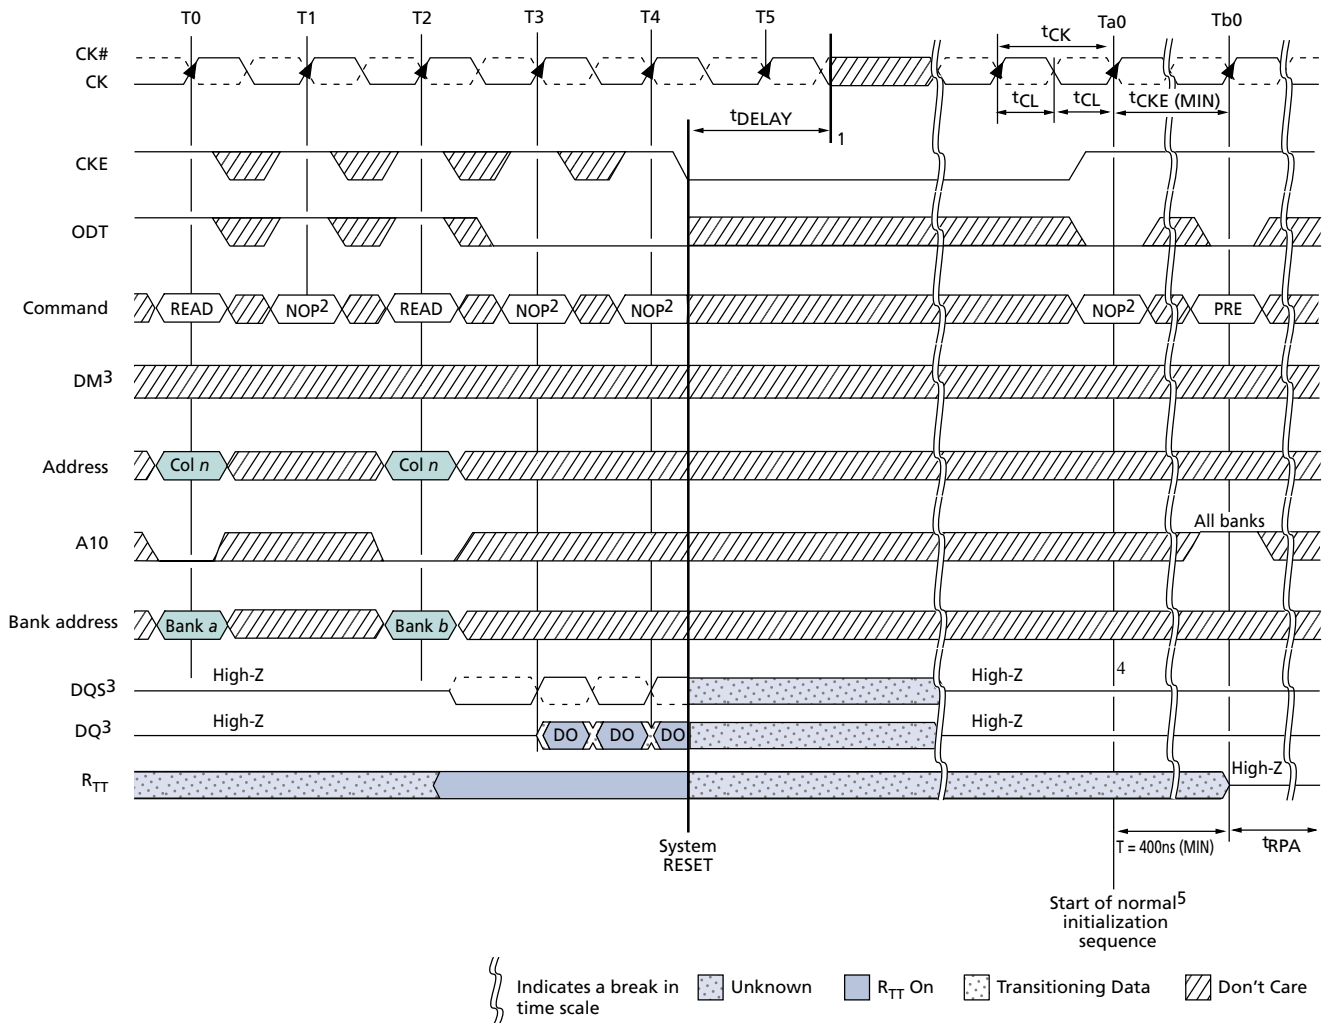 T0 T1 T2 T3 T4 T5 Ta0 Tb0
CK#
CK
tCK
tCL tCL tCKE (MIN)
tDELAY
1
CKE
ODT
Command READ NOP2 READ NOP2 NOP2 NOP2 PRE
DM3
Address Col n Col n
A10 All banks
Bank address Bank a Bank b
DQS3 High-Z High-Z 4
DQ3 High-Z DO DO DO High-Z
RTT High-Z
System
RESET
T = 400ns (MIN) tRPA
Start of normal5
initialization
sequence
Indicates a break in
time scale
Unknown RTT On Transitioning Data Don't Care